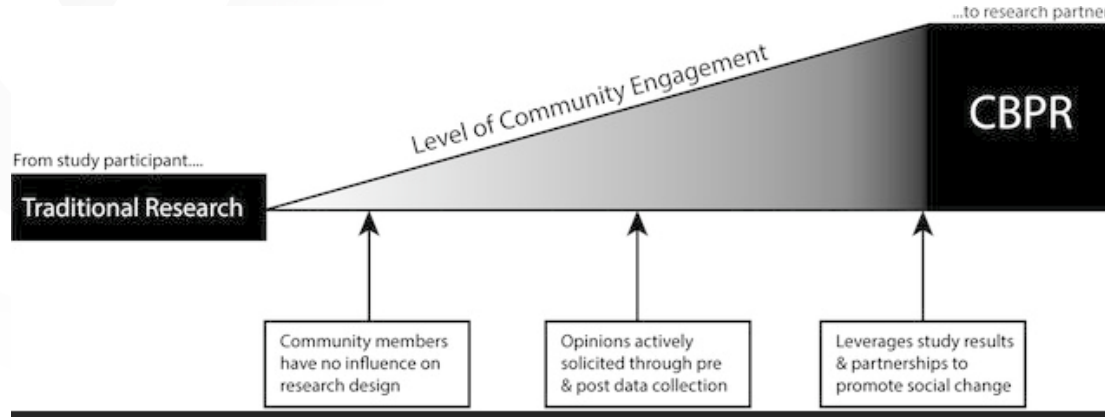 ...to research partner
Level of Community Engagement
CBPR
From study participant....
Traditional Research
Community members
have no influence on
research design
Opinions actively
solicited through pre
& post data collection
Leverages study results
& partnerships to
promote social change